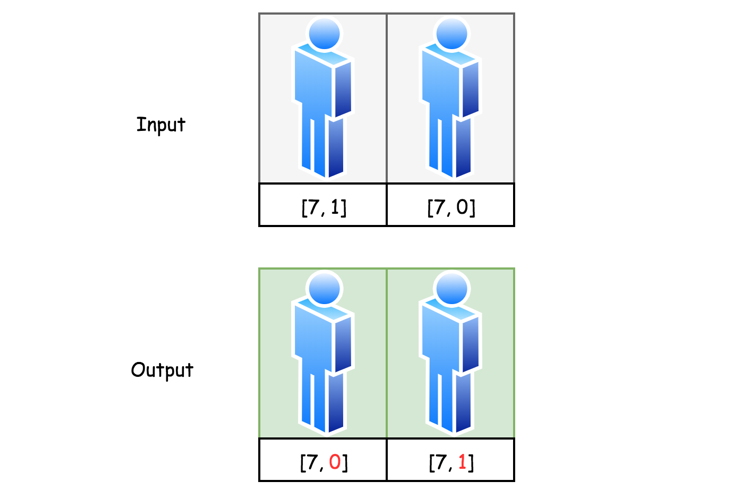 Input
[7, 1]
[7, 0]
Output
[7, 0]
[7, 1]